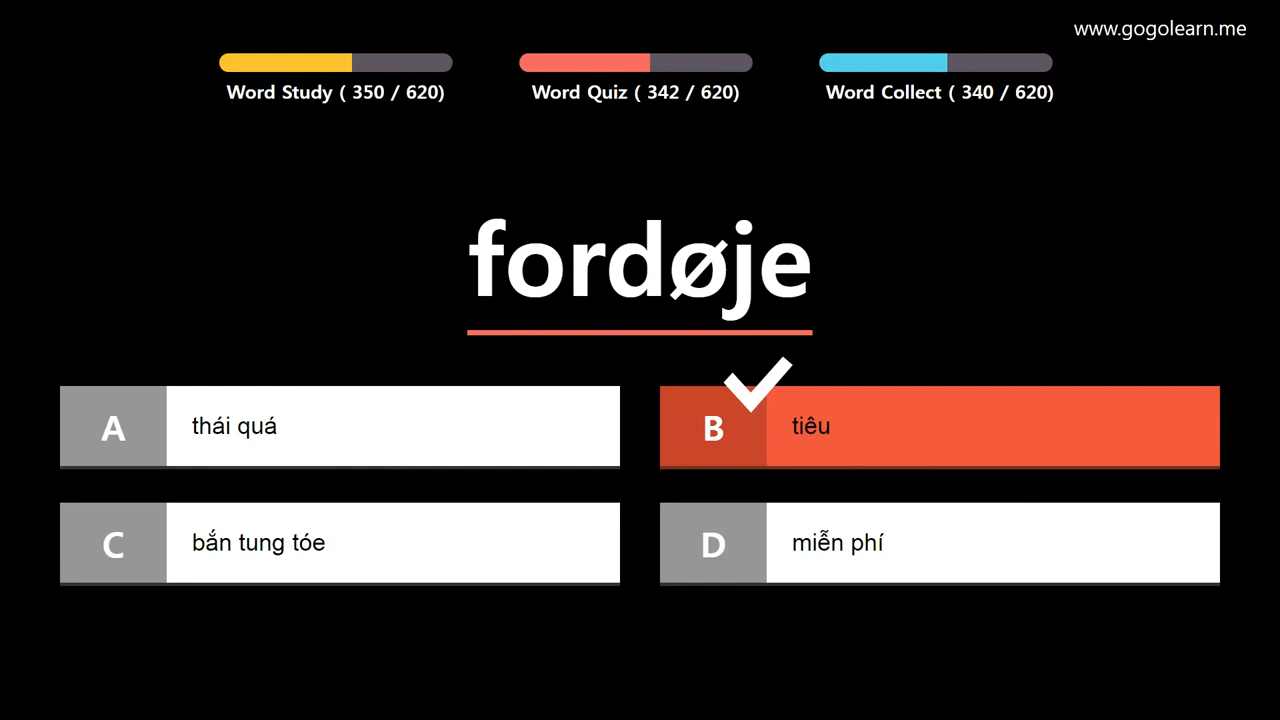 www.gogolearn.me
Word Study ( 350 / 620)
Word Quiz ( 342 / 620)
Word Collect ( 340 / 620)
fordøje
A thái quá
B tiêu
C bắn tung tóe
D miễn phí